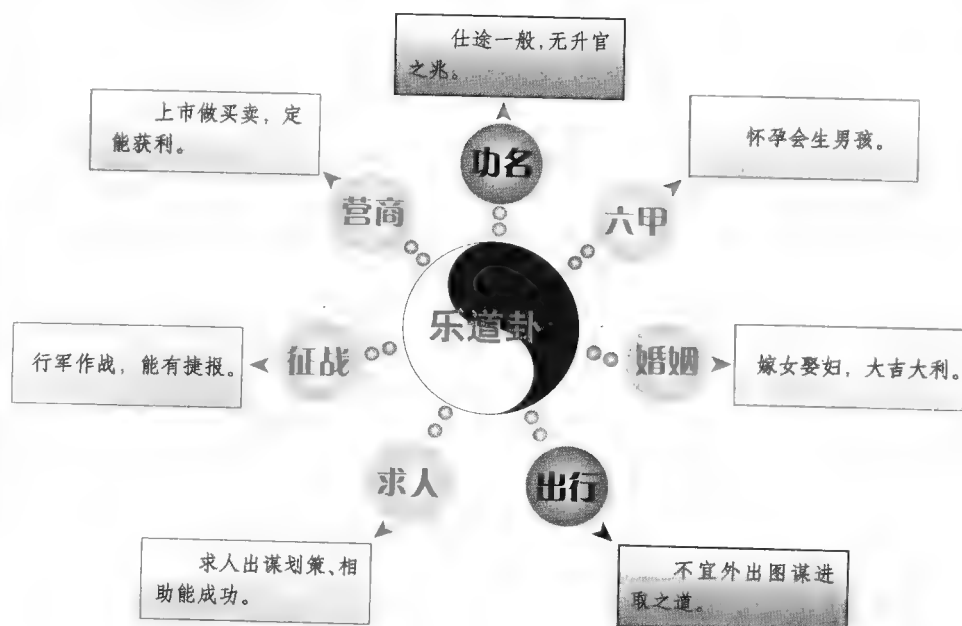 仕途一般，无升官
之兆。
上市做买卖，定
能获利。
功名
怀孕会生男孩。
营商
六甲
乐道卦
行军作战，能有捷报。
征战
婚姻
嫁女娶妇，大吉大利。
求人
出行
求人出谋划策、相
助能成功。
不宜外出图谋进
取之道。